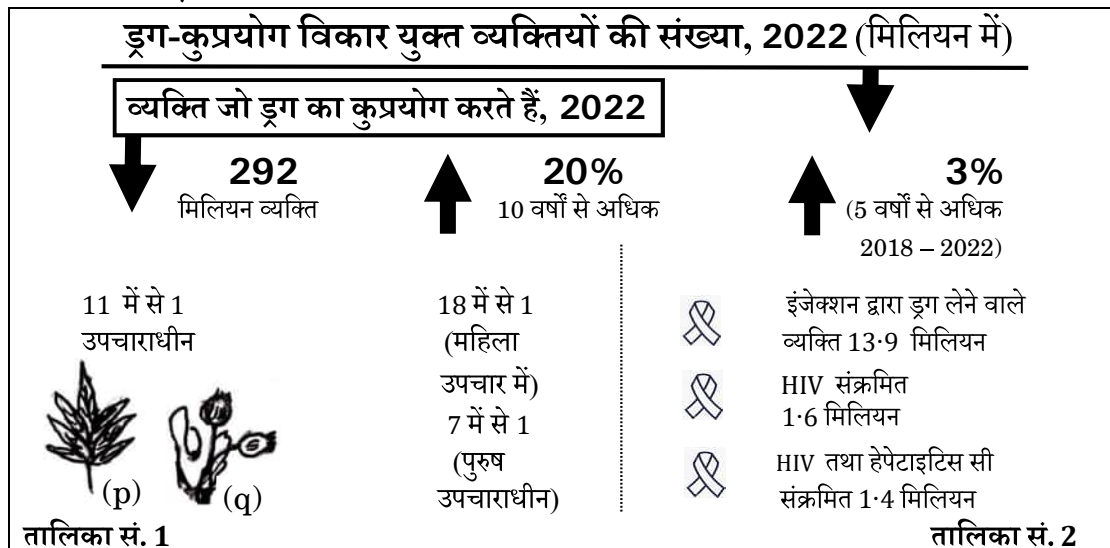 ड्रग-कुप्रयोग विकार युक्त व्यक्तियों की संख्या, 2022 (मिलियन में)
व्यक्ति जो ड्रग का कुप्रयोग करते हैं, 2022
292
मिलियन व्यक्ति
20%
10 वर्षों से अधिक
3%
(5 वर्षों से अधिक
2018 – 2022)
11 में से 1
उपचाराधीन
(p)
(q)
18 में से 1
(महिला
उपचार में)
7 में से 1
(पुरुष
उपचाराधीन)
इंजेक्शन द्वारा ड्रग लेने वाले
व्यक्ति 13·9 मिलियन
HIV संक्रमित
1·6 मिलियन
HIV तथा हेपेटाइटिस सी
संक्रमित 1·4 मिलियन
तालिका सं. 1
तालिका सं. 2